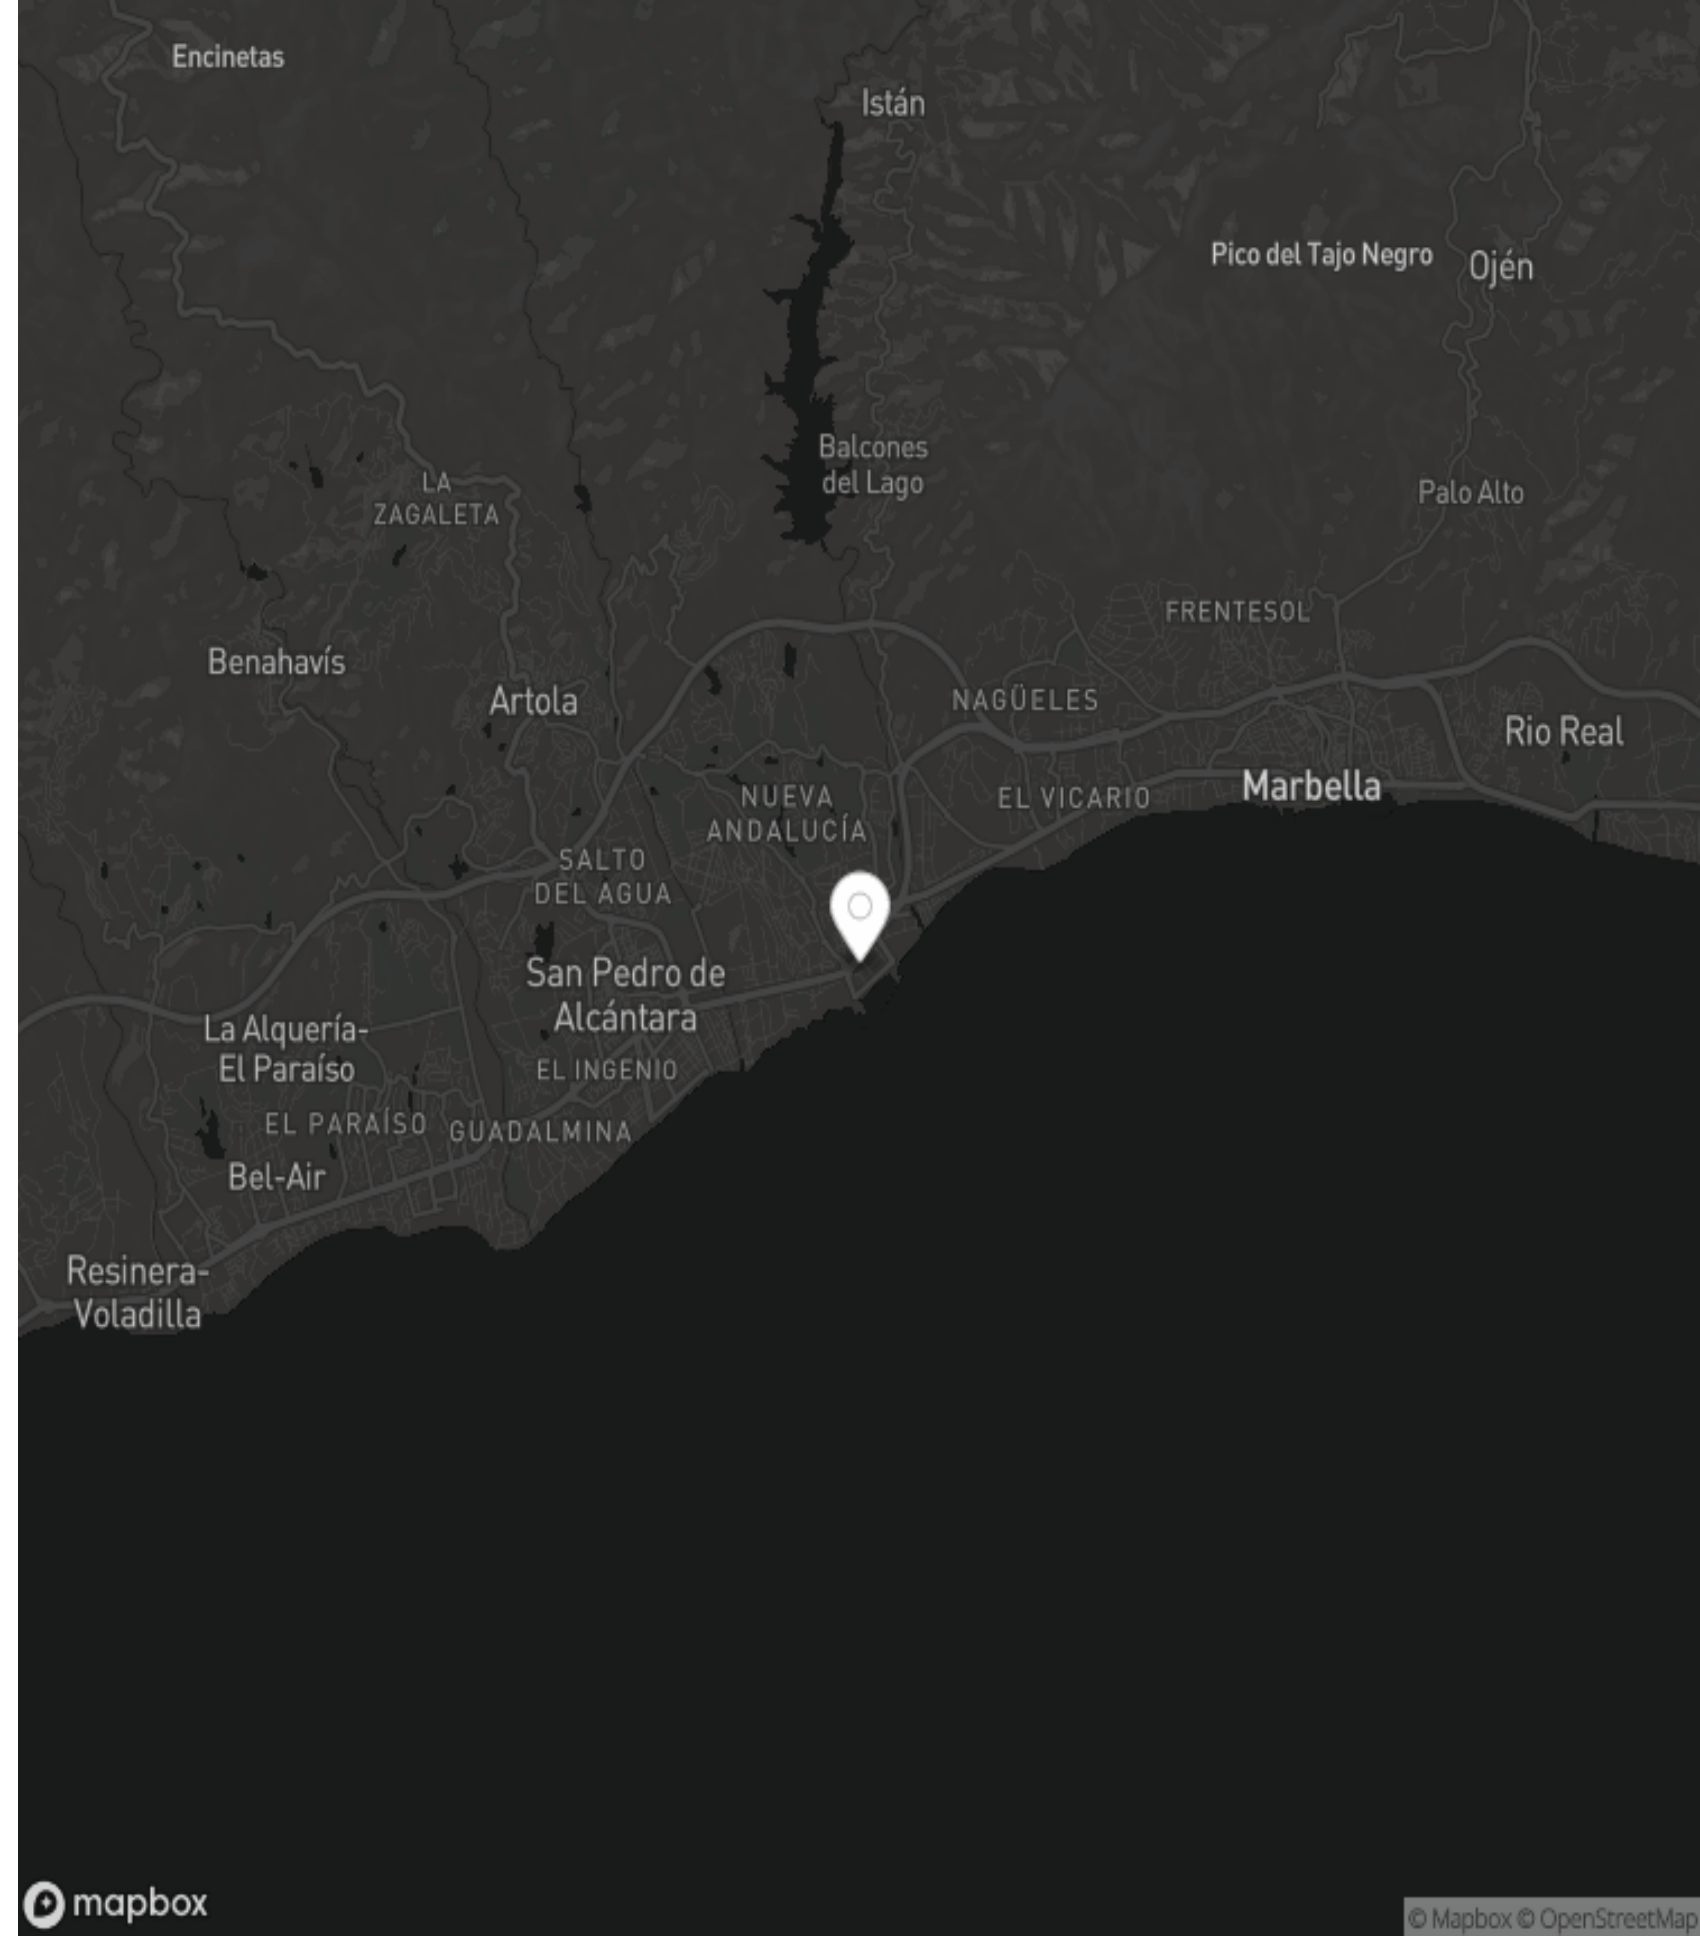 Encinetas
Istán
Pico del Tajo Negro
Ojén
Balcones
del Lago
LA
ZAGALETA
Palo Alto
FRENTESOL
Benahavís
Artola
NAGÜELES
Rio Real
Marbella
NUEVA
ANDALUCÍA
EL VICARIO
SALTO
DEL AGUA
San Pedro de
Alcántara
La Alquería-
El Paraíso
EL INGENIO
EL PARAÍSO
GUADALMINA
Bel-Air
Resinera-
Voladilla
mapbox
© Mapbox © OpenStreetMap